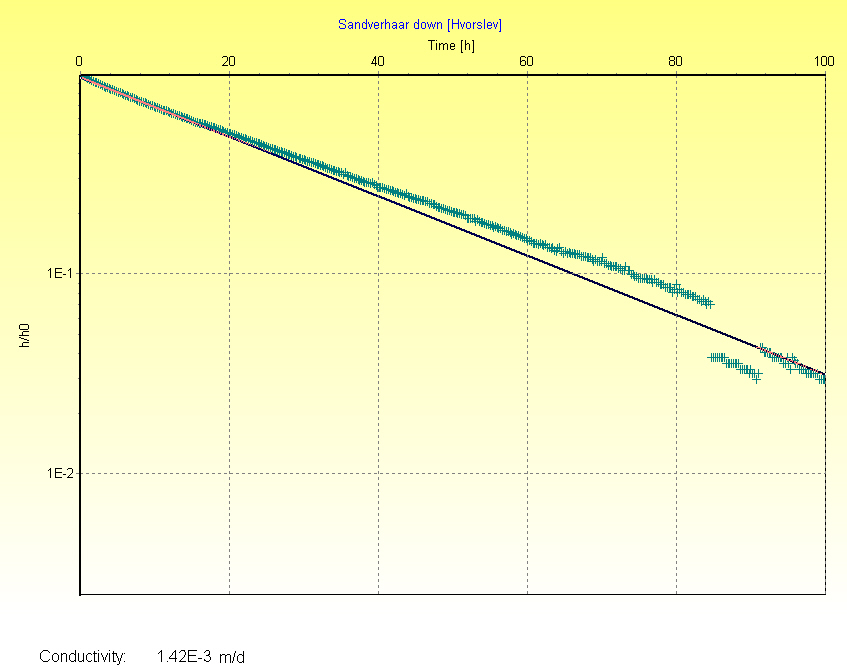 Sandverhaar down [Hvorslev]
Time [h]
0 20 40 60 80 100
1E-1
h/h0
1E-2
Conductivity: 1.42E-3 m/d